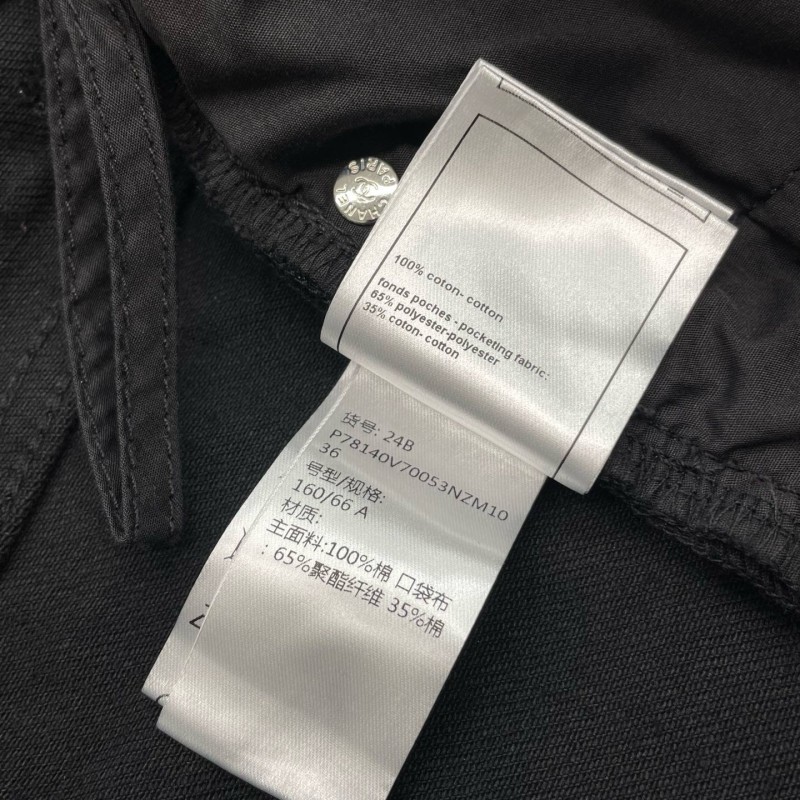 CHANEL
PARIS
100% coton- cotton
fonds poches - pocketing fabric:
65% polyester-polyester
35% coton- cotton
货号: 24B
P78140V70053NZM10
36
号型/规格:
160/66 A
材质:
主面料:100%棉 口袋布
: 65%聚酯纤维 35%棉